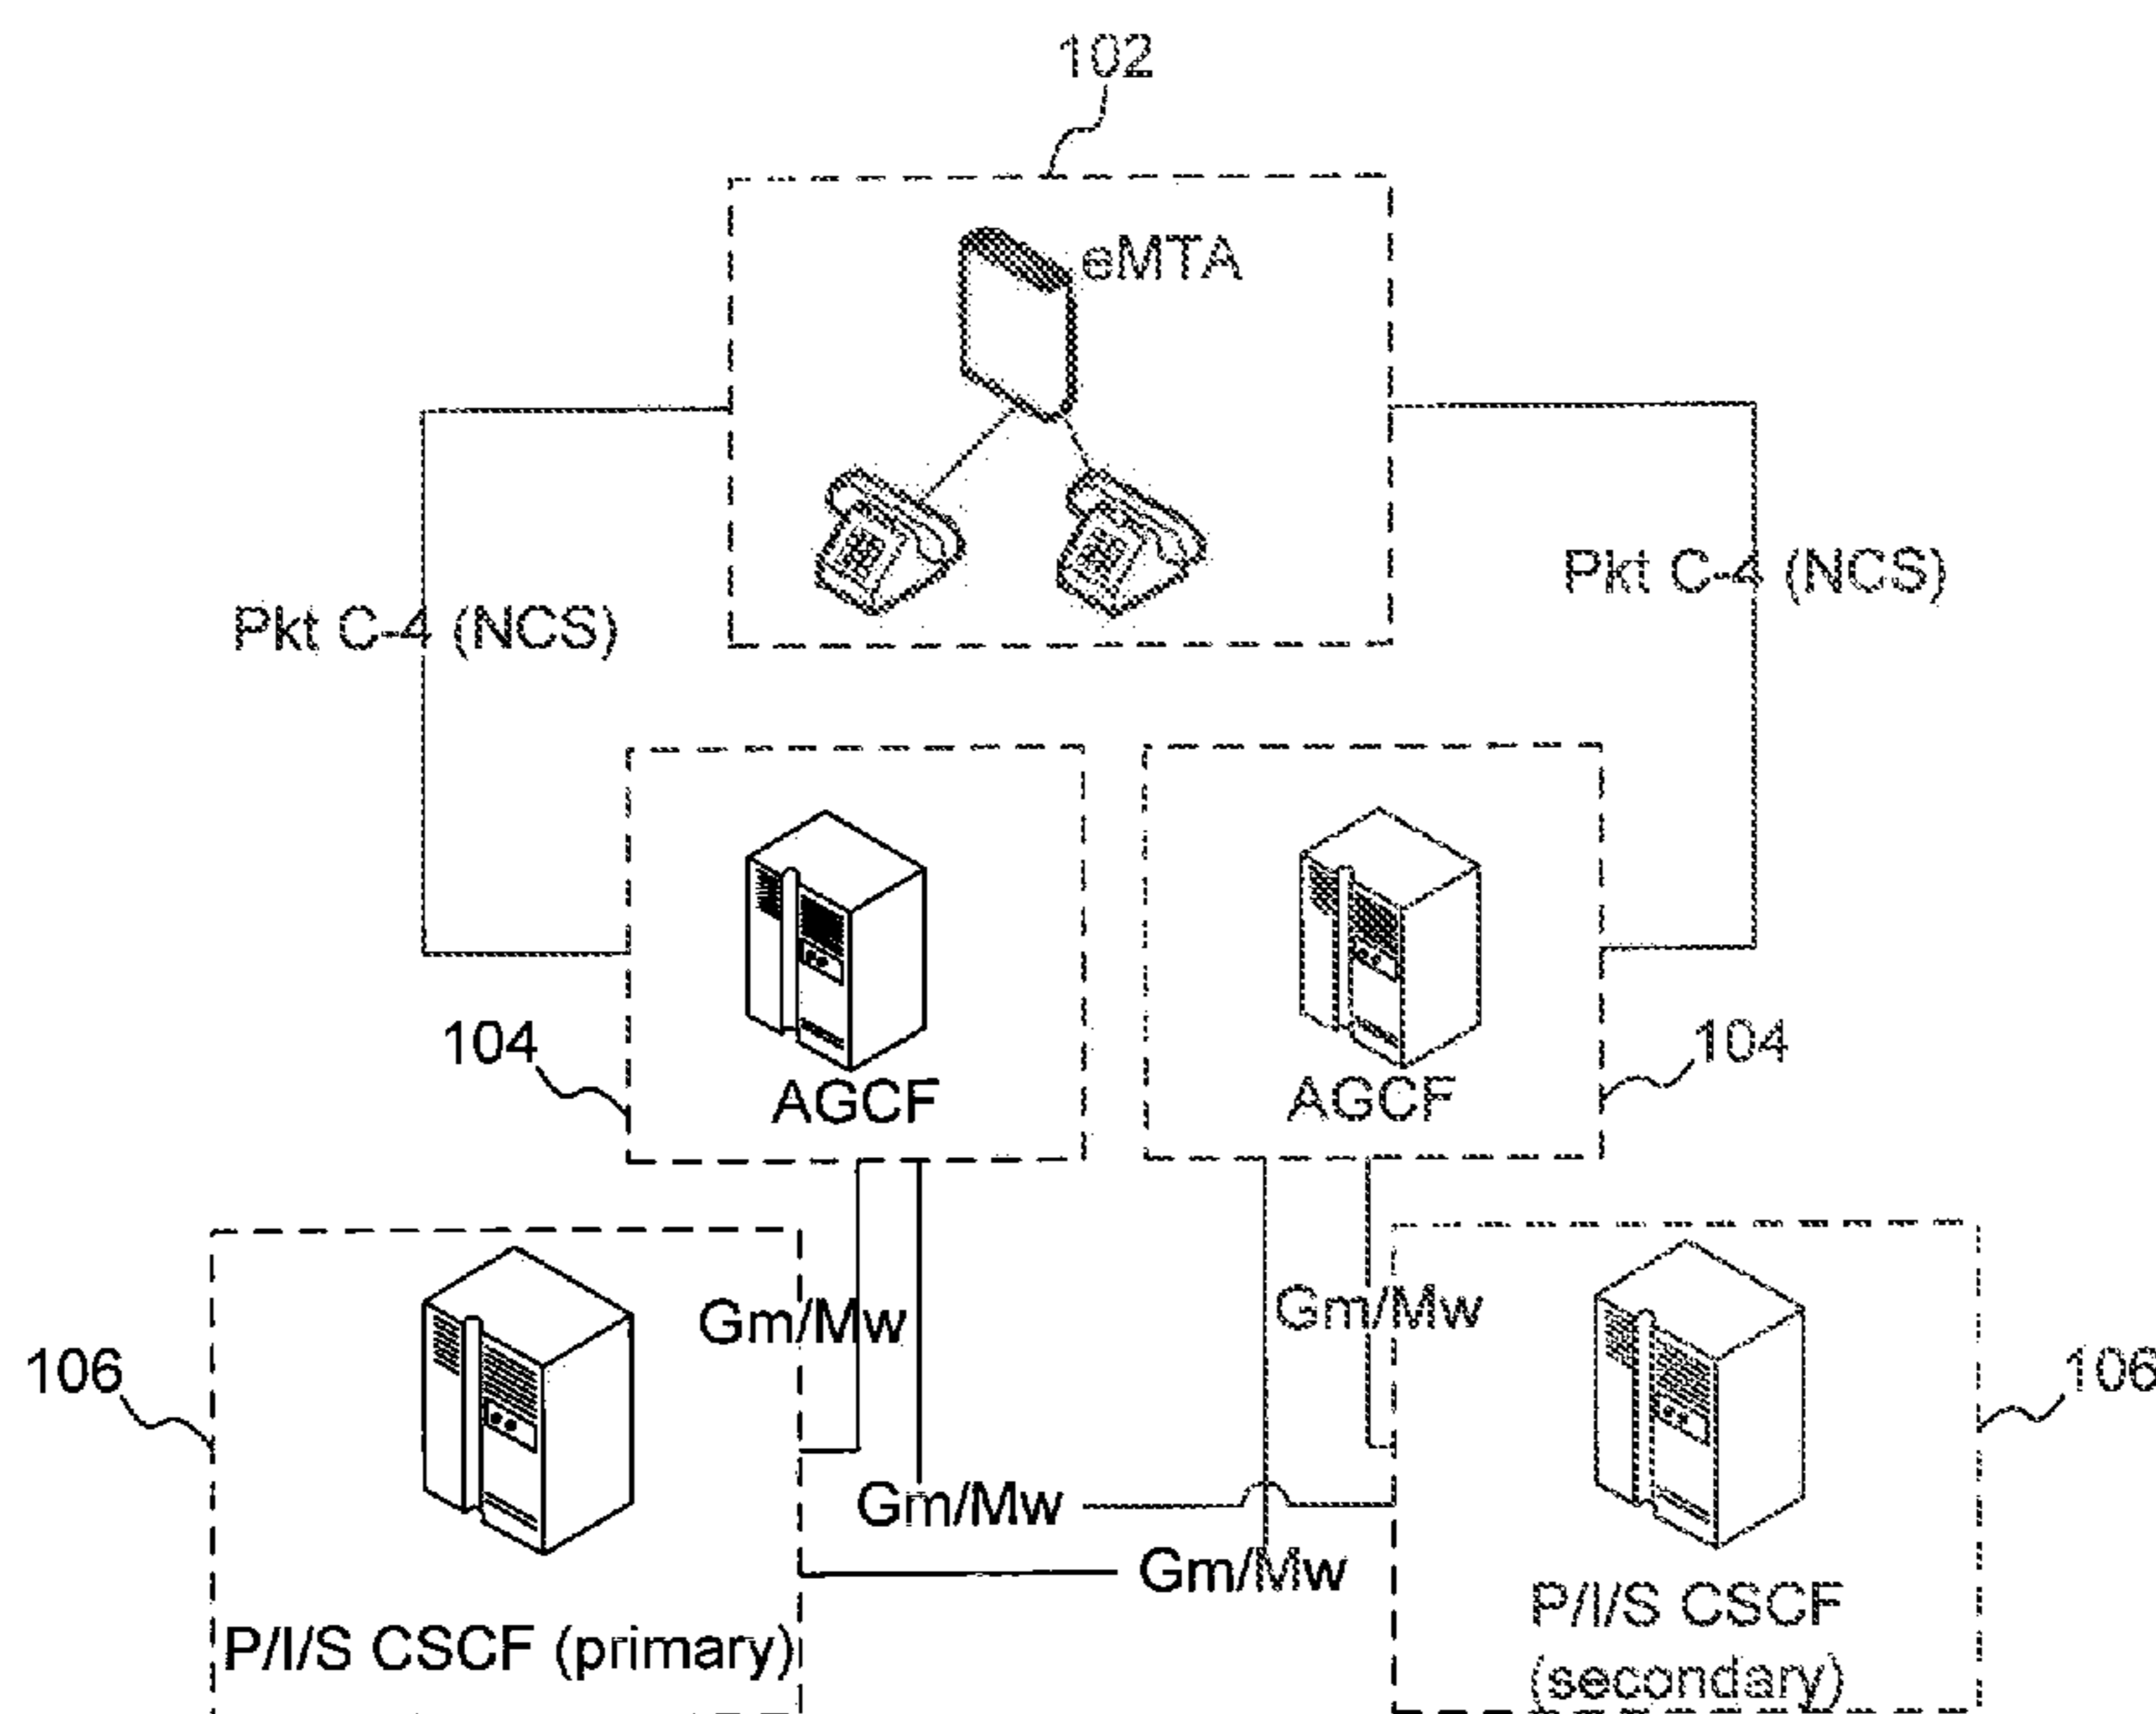 102
eMTA
Pkt C-4 (NCS)
Pkt C-4 (NCS)
104
AGCF
AGCF
104
Gm/Mw
Gm/Mw
106
106
Gm/Mw
Gm/Mw
P/I/S CSCF (primary)
P/I/S CSCF
(secondary)